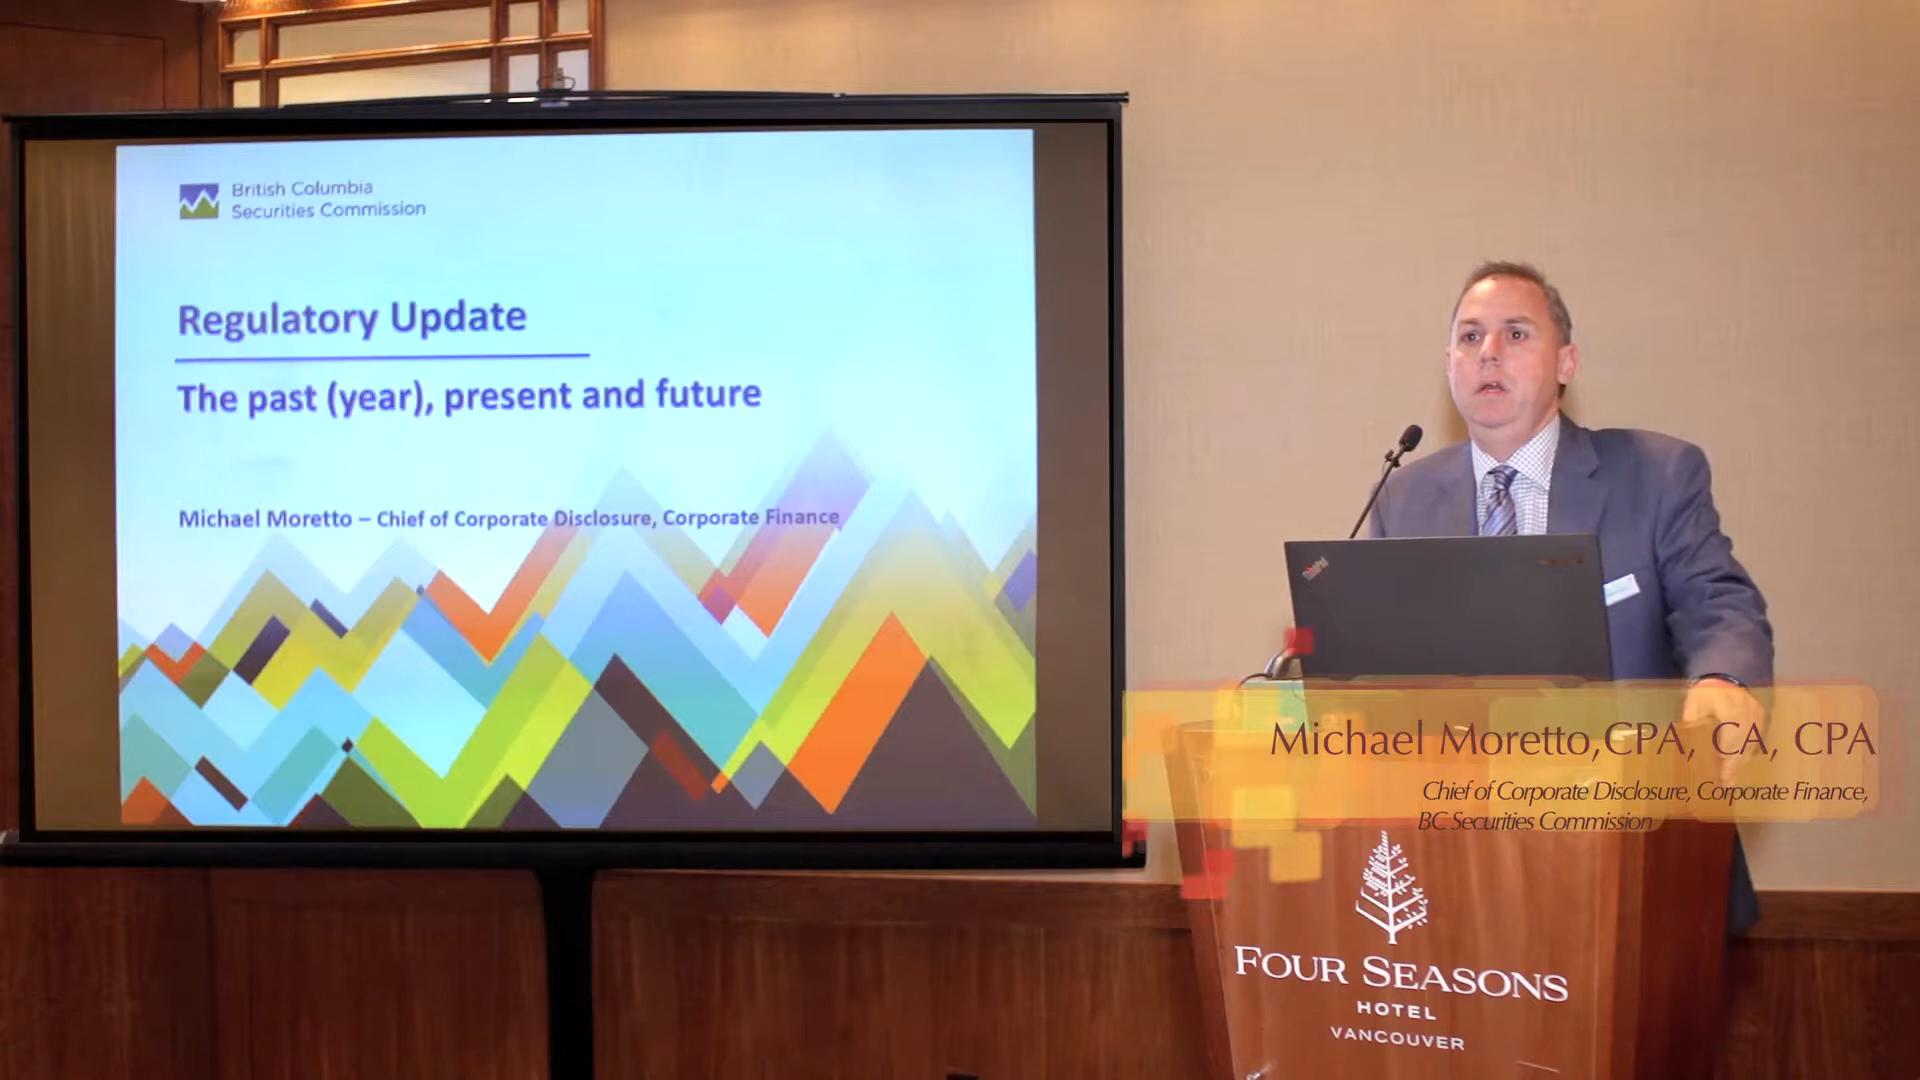 British Columbia
Securities Commission
Regulatory Update
The past (year), present and future
Michael Moretto – Chief of Corporate Disclosure, Corporate Finance
ThinkPad
Michael Moretto,CPA, CA, CPA
Chief of Corporate Disclosure, Corporate Finance,
BC Securities Commission
FOUR SEASONS
HOTEL
VANCOUVER